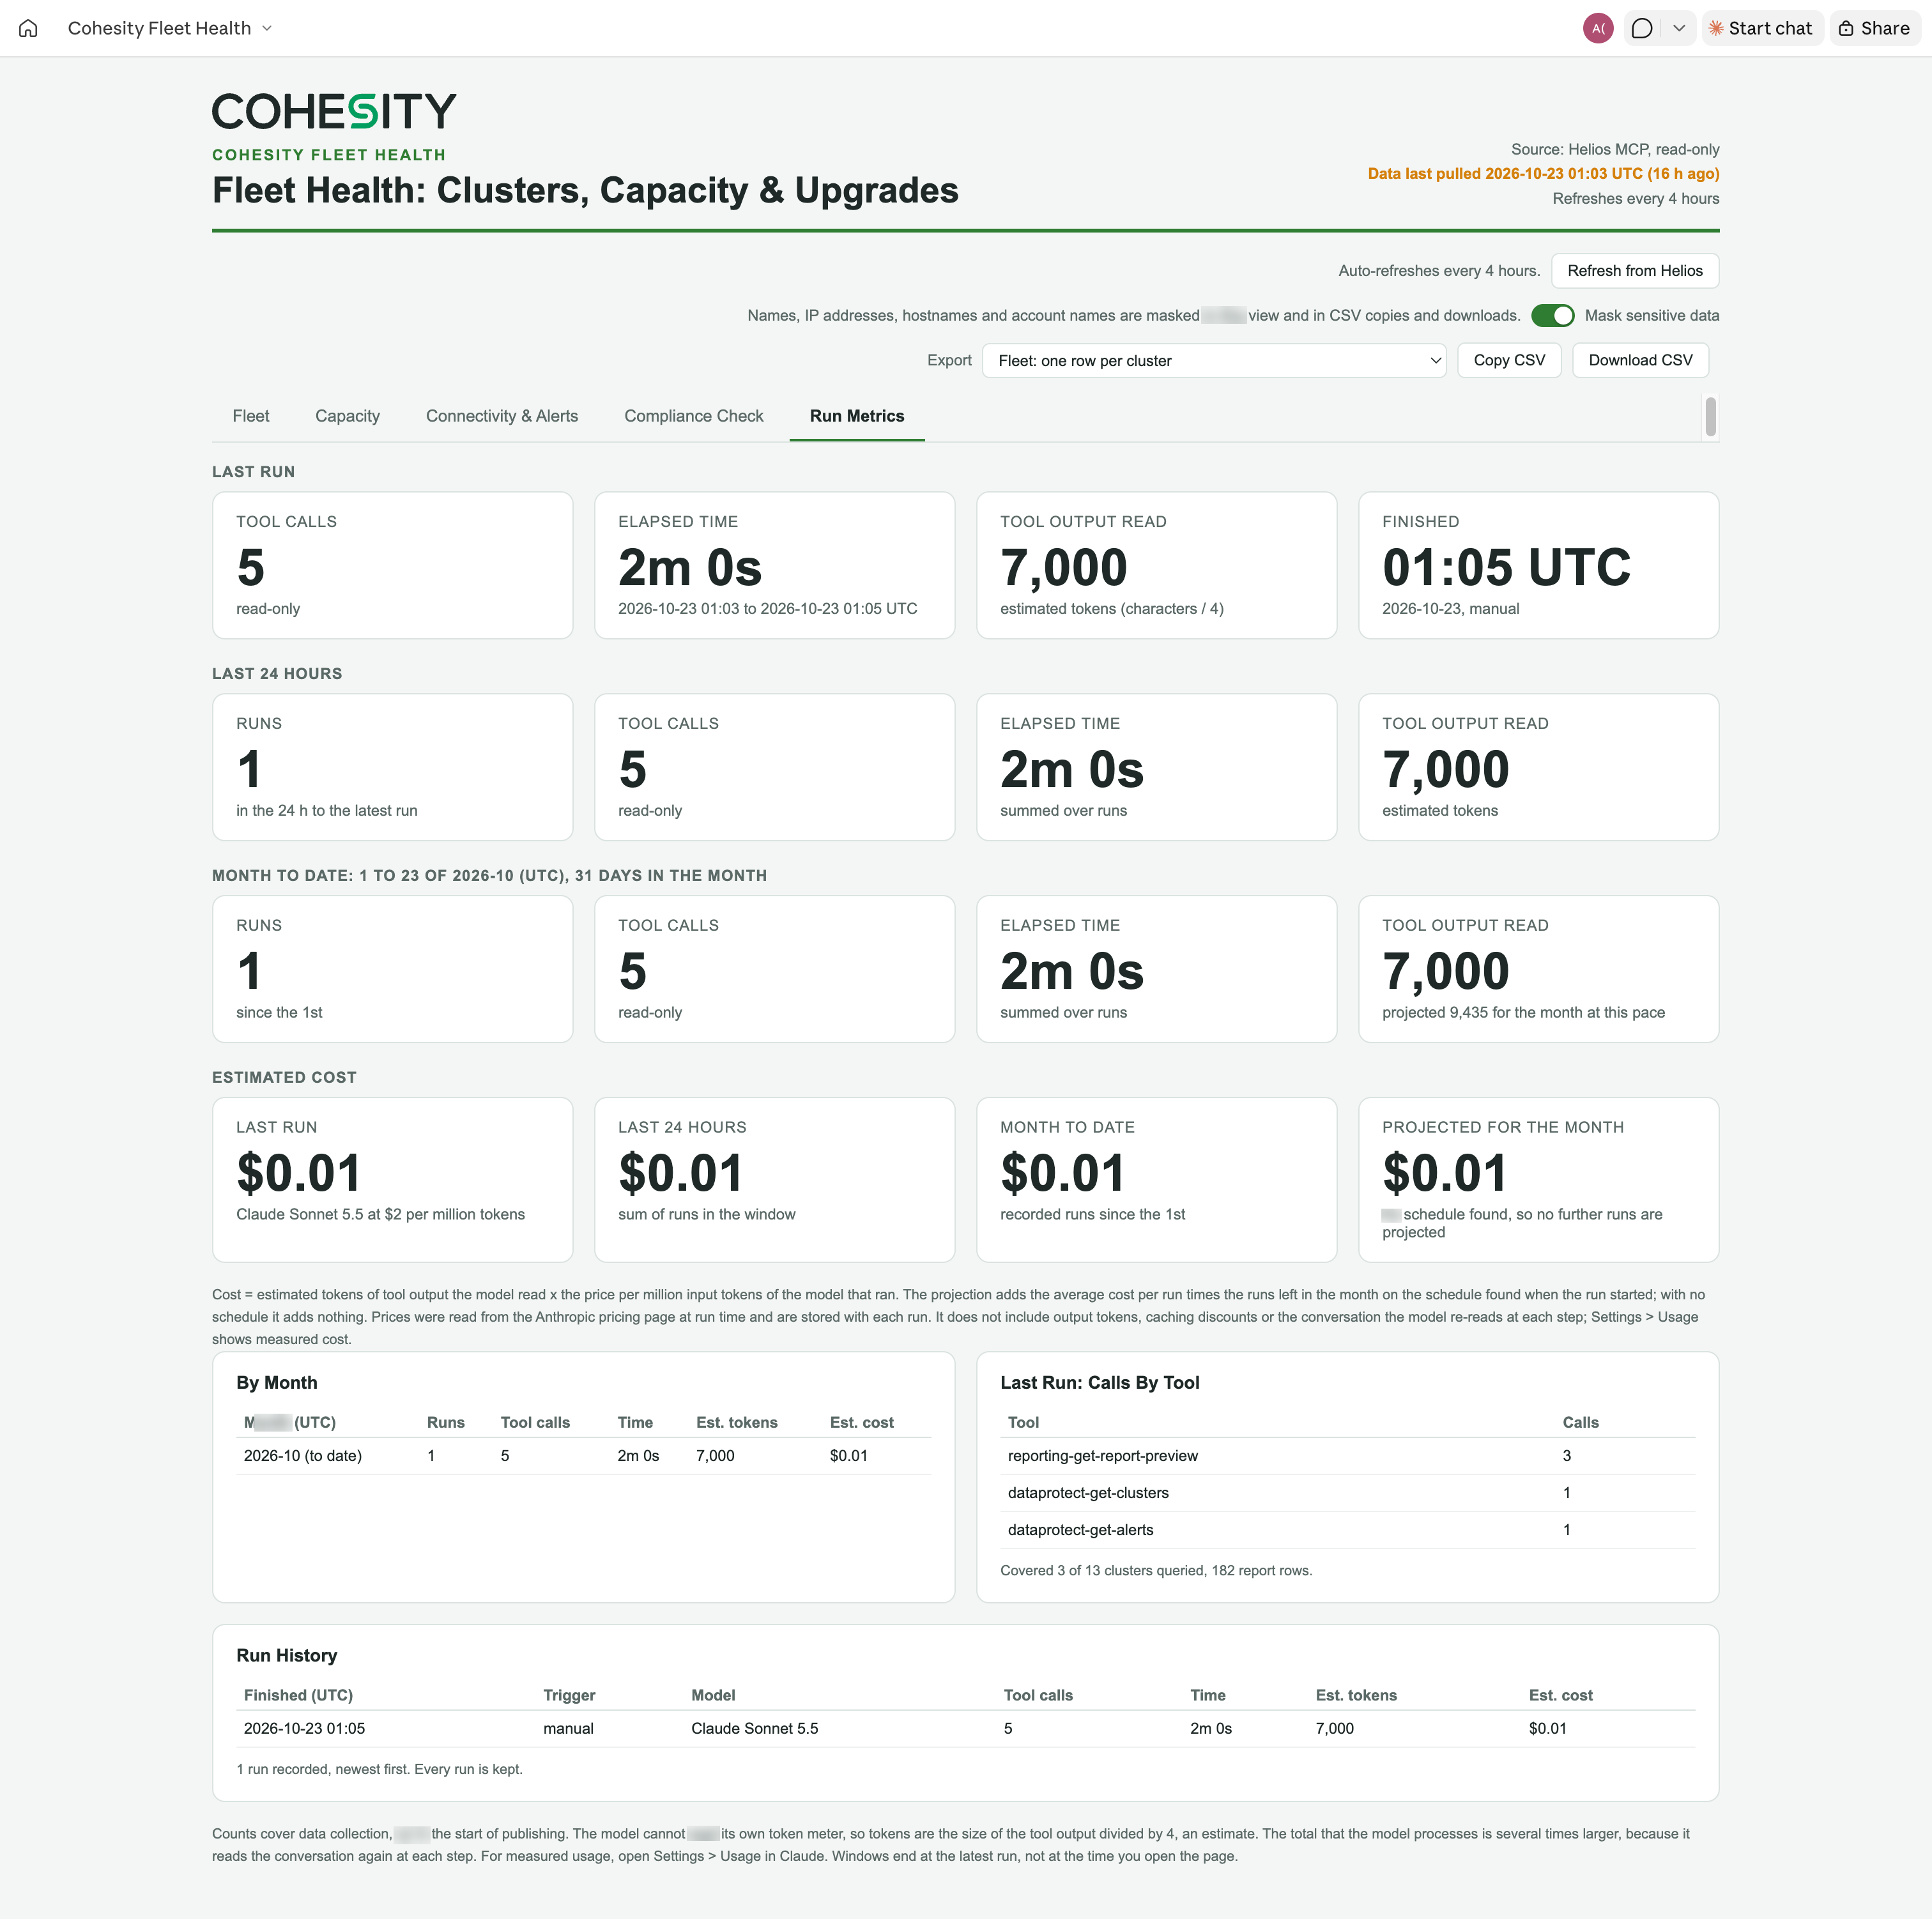 Cohesity Fleet Health
A(
Start chat
Share
COHESITY
COHESITY FLEET HEALTH
Fleet Health: Clusters, Capacity & Upgrades
Source: Helios MCP, read-only
Data last pulled 2026-10-23 01:03 UTC (16 h ago)
Refreshes every 4 hours
Auto-refreshes every 4 hours.
Refresh from Helios
Names, IP addresses, hostnames and account names are masked view and in CSV copies and downloads.
Mask sensitive data
Export
Fleet: one row per cluster
Copy CSV
Download CSV
Fleet
Capacity
Connectivity & Alerts
Compliance Check
Run Metrics
LAST RUN
TOOL CALLS
5
read-only
ELAPSED TIME
2m 0s
2026-10-23 01:03 to 2026-10-23 01:05 UTC
TOOL OUTPUT READ
7,000
estimated tokens (characters / 4)
FINISHED
01:05 UTC
2026-10-23, manual
LAST 24 HOURS
RUNS
1
in the 24 h to the latest run
TOOL CALLS
5
read-only
ELAPSED TIME
2m 0s
summed over runs
TOOL OUTPUT READ
7,000
estimated tokens
MONTH TO DATE: 1 TO 23 OF 2026-10 (UTC), 31 DAYS IN THE MONTH
RUNS
1
since the 1st
TOOL CALLS
5
read-only
ELAPSED TIME
2m 0s
summed over runs
TOOL OUTPUT READ
7,000
projected 9,435 for the month at this pace
ESTIMATED COST
LAST RUN
$0.01
Claude Sonnet 5.5 at $2 per million tokens
LAST 24 HOURS
$0.01
sum of runs in the window
MONTH TO DATE
$0.01
recorded runs since the 1st
PROJECTED FOR THE MONTH
$0.01
schedule found, so no further runs are
projected
Cost = estimated tokens of tool output the model read x the price per million input tokens of the model that ran. The projection adds the average cost per run times the runs left in the month on the schedule found when the run started; with no
schedule it adds nothing. Prices were read from the Anthropic pricing page at run time and are stored with each run. It does not include output tokens, caching discounts or the conversation the model re-reads at each step; Settings > Usage
shows measured cost.
By Month
(UTC) Runs Tool calls Time Est. tokens Est. cost
2026-10 (to date) 1 5 2m 0s 7,000 $0.01
Last Run: Calls By Tool
Tool Calls
reporting-get-report-preview 3
dataprotect-get-clusters 1
dataprotect-get-alerts 1
Covered 3 of 13 clusters queried, 182 report rows.
Run History
Finished (UTC) Trigger Model Tool calls Time Est. tokens Est. cost
2026-10-23 01:05 manual Claude Sonnet 5.5 5 2m 0s 7,000 $0.01
1 run recorded, newest first. Every run is kept.
Counts cover data collection, the start of publishing. The model cannot its own token meter, so tokens are the size of the tool output divided by 4, an estimate. The total that the model processes is several times larger, because it
reads the conversation again at each step. For measured usage, open Settings > Usage in Claude. Windows end at the latest run, not at the time you open the page.